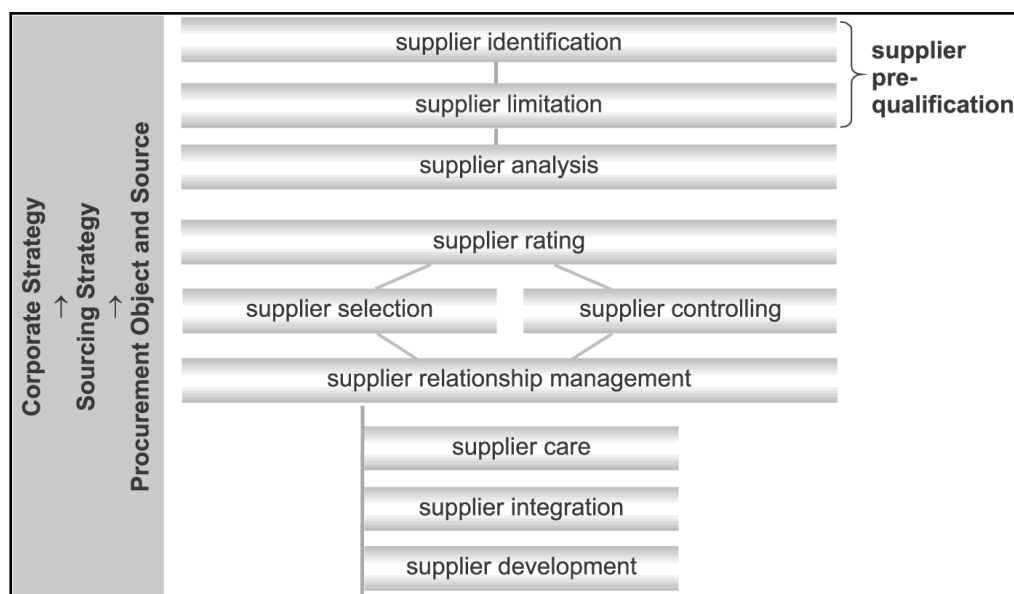 supplier identification
supplier
pre-
qualification
supplier limitation
supplier analysis
supplier rating
supplier selection
supplier controlling
supplier relationship management
supplier care
supplier integration
supplier development
Corporate Strategy
→
Sourcing Strategy
→
Procurement Object and Source